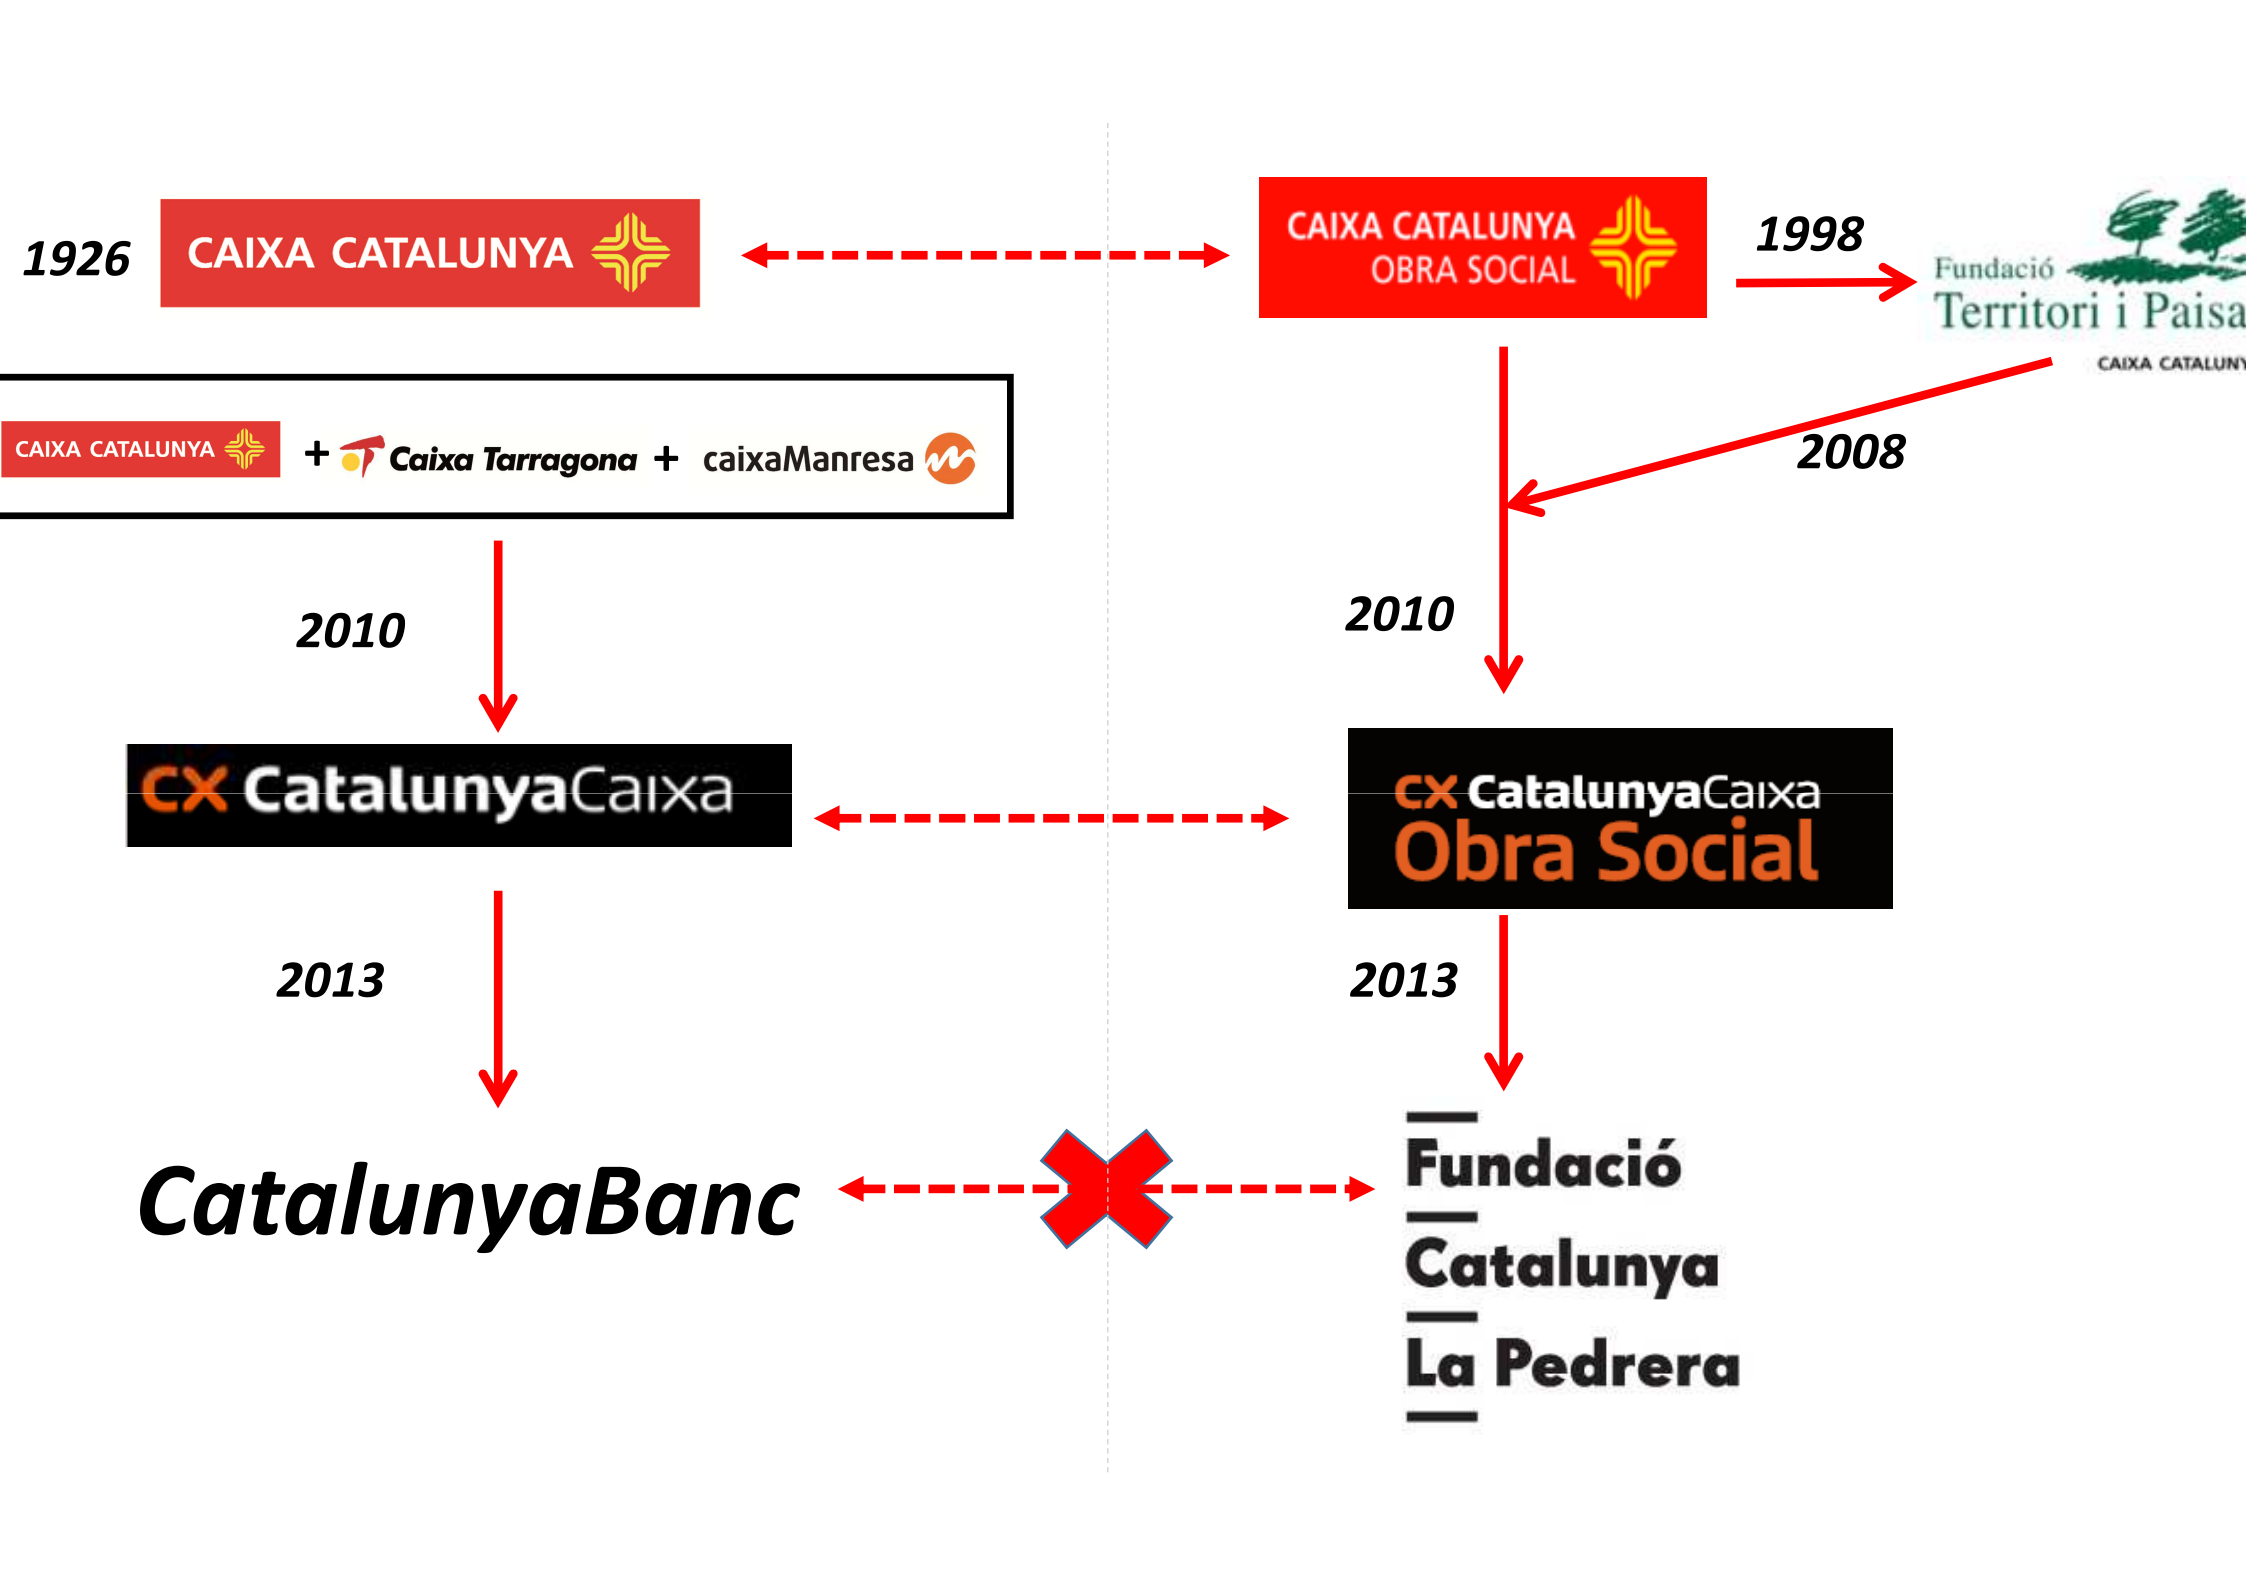 1926
CAIXA CATALUNYA
CAIXA CATALUNYA
OBRA SOCIAL
1998
Fundació
Territori i Paisa
CAIXA CATALUNY
CAIXA CATALUNYA + Caixa Tarragona + caixaManresa
2008
2010
2010
CX CatalunyaCaixa
CX CatalunyaCaixa
Obra Social
2013
2013
CatalunyaBanc
Fundació
Catalunya
La Pedrera